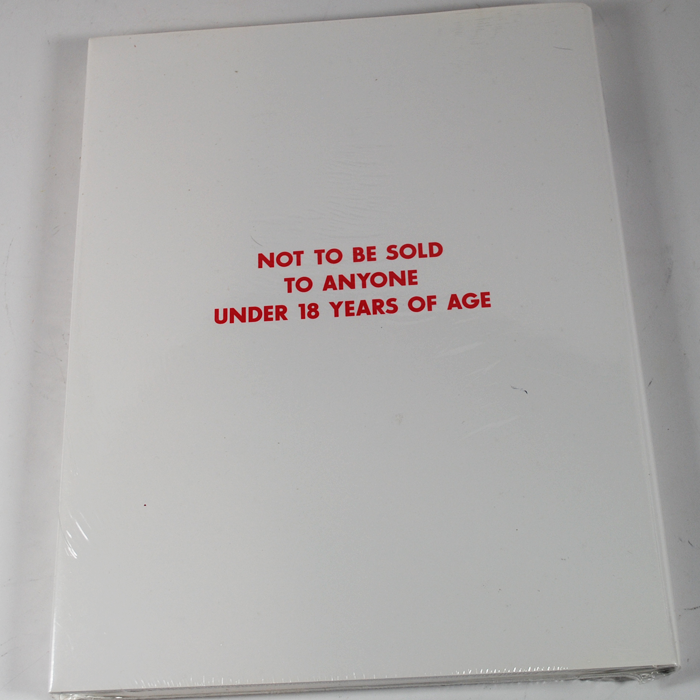 NOT TO BE SOLD
TO ANYONE
UNDER 18 YEARS OF AGE